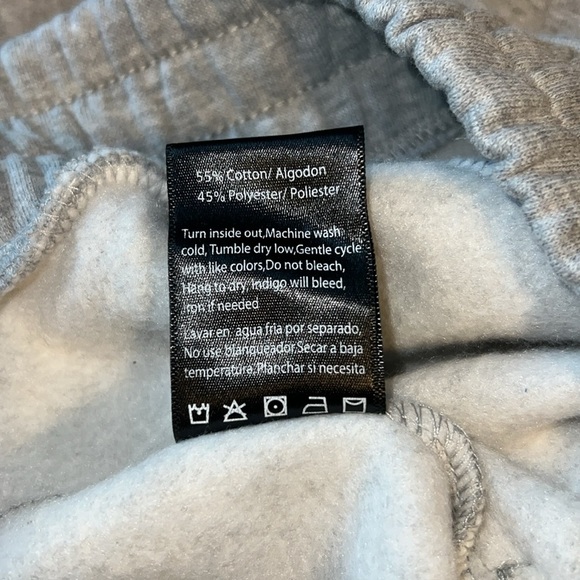 55% Cotton/ Algodon
45% Polyester/ Poliester
Turn inside out,Machine wash
cold, Tumble dry low,Gentle cycle
with like colors,Do not bleach,
Hang to dry, Indigo will bleed,
Iron if needed
Lavar en, agua fria por separado,
No use blanqueador.Secar a baja
temperatura.Planchar si necesita